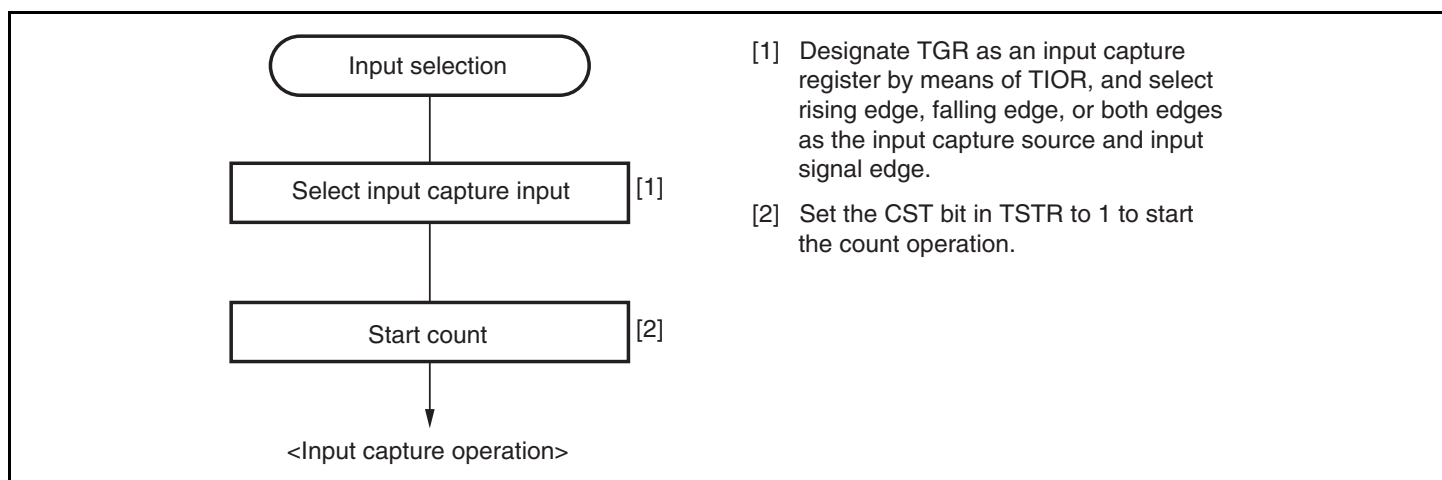 Input selection
Select input capture input
[1]
Start count
[2]
<Input capture operation>
[1] Designate TGR as an input capture
register by means of TIOR, and select
rising edge, falling edge, or both edges
as the input capture source and input
signal edge.
[2] Set the CST bit in TSTR to 1 to start
the count operation.